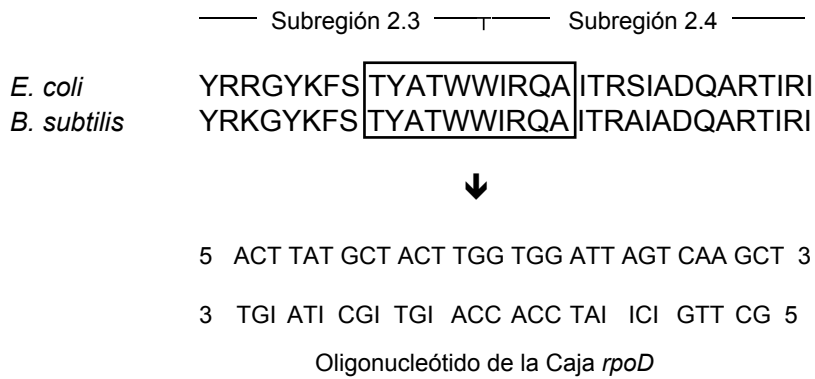 Subregión 2.3 Subregión 2.4
E. coli YRRGYKFS TYATWWIRQA ITRSIADQARTIRI
B. subtilis YRKGYKFS TYATWWIRQA ITRAIADQARTIRI
5 ACT TAT GCT ACT TGG TGG ATT AGT CAA GCT 3
3 TGI ATI CGI TGI ACC ACC TAI ICI GTT CG 5
Oligonucleótido de la Caja rpoD